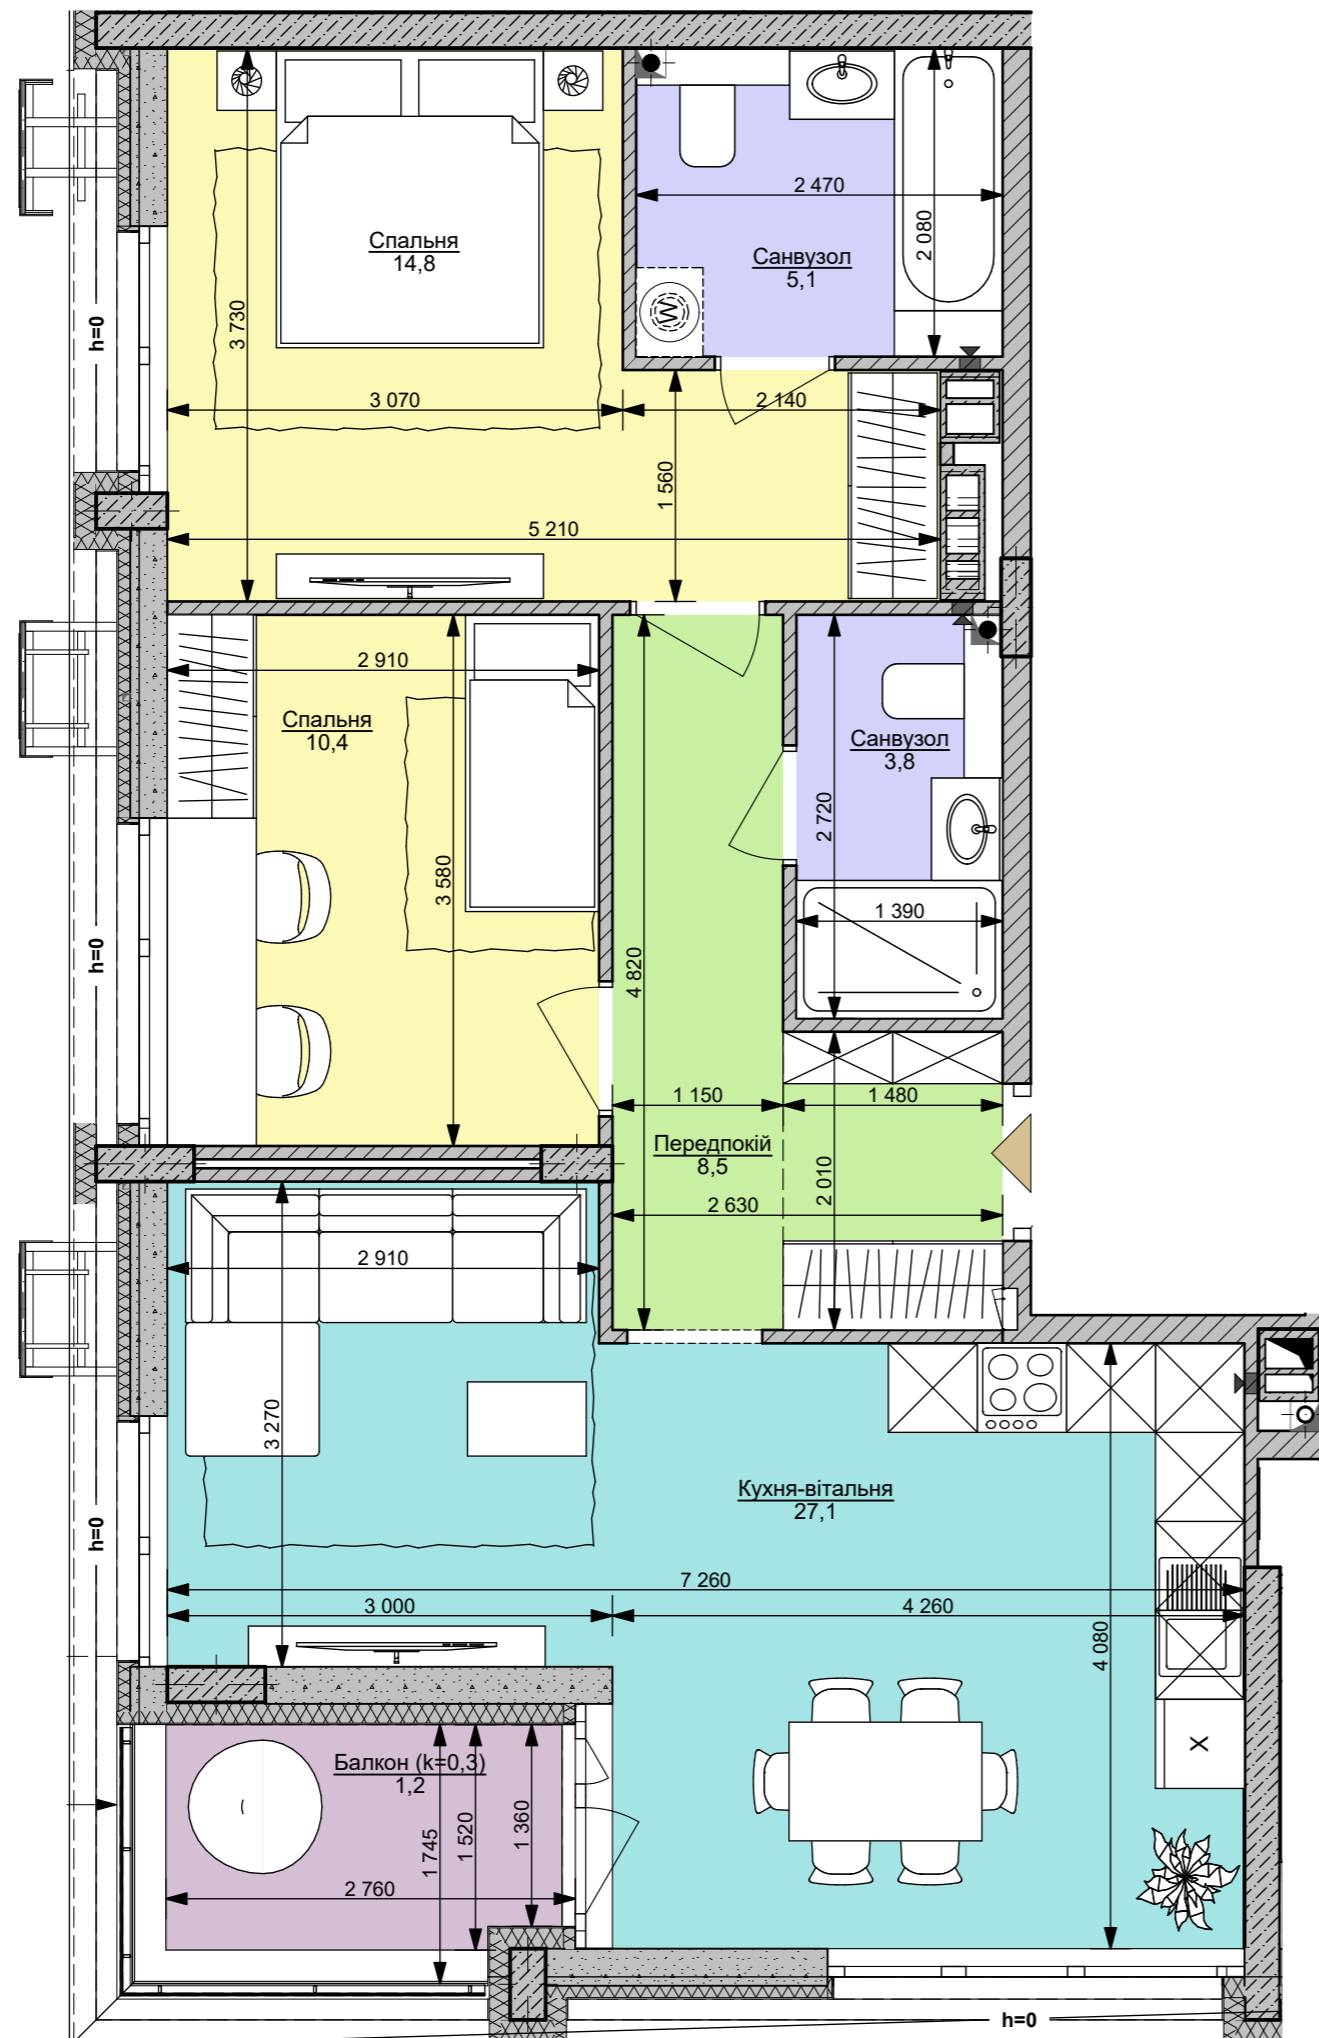 Спальня
14,8
3 730
3 070
2 140
5 210
1 560
2 470
2 080
Санвузол
5,1
W
h=0
2 910
Спальня
10,4
3 580
h=0
4 820
Санвузол
3,8
2 720
1 390
1 150
1 480
Передпокій
8,5
2 010
2 630
2 910
3 270
h=0
Кухня-вітальня
27,1
7 260
3 000
4 260
4 080
X
Балкон (k=0,3)
1,2
1 745
1 520
1 360
2 760
h=0